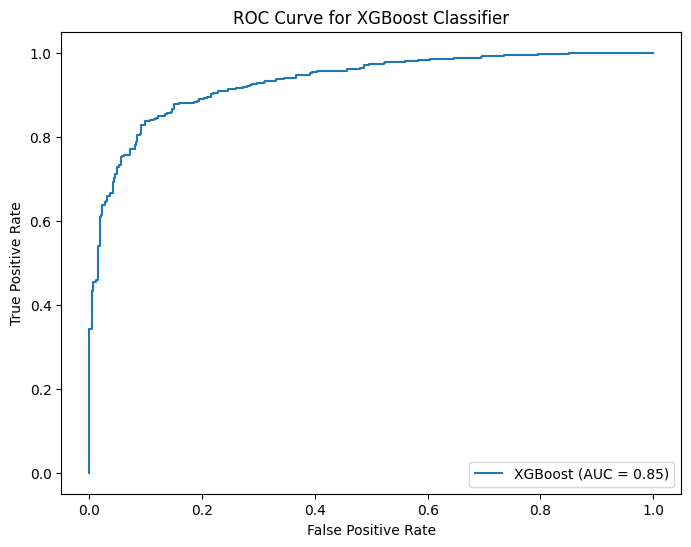 ROC Curve for XGBoost Classifier
1.0
0.8
0.6
0.4
0.2
0.0
True Positive Rate
XGBoost (AUC = 0.85)
0.0 0.2 0.4 0.6 0.8 1.0
False Positive Rate